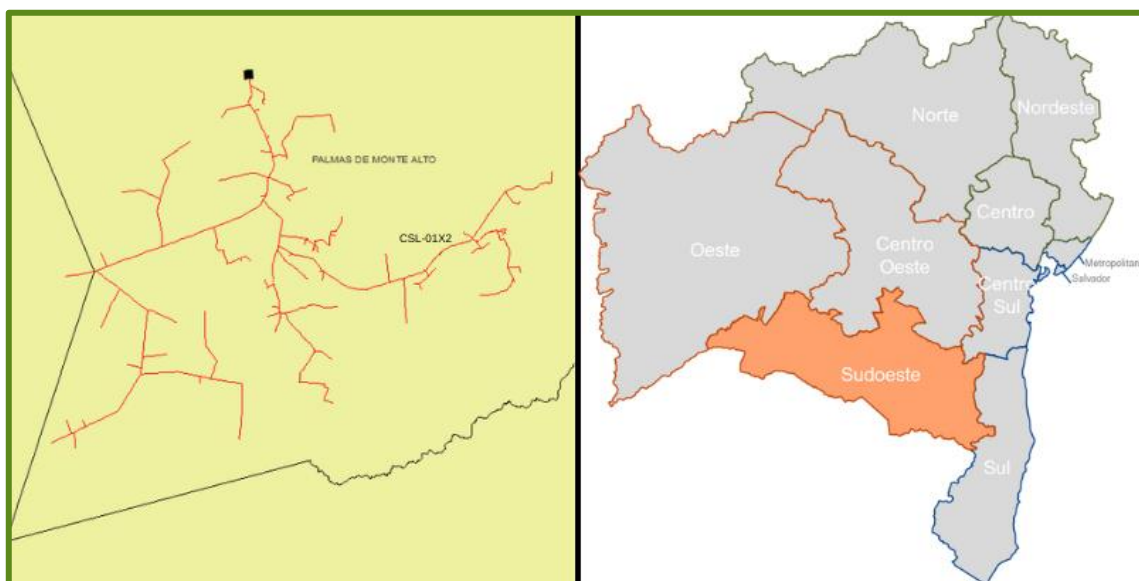 PALMAS DE MONTE ALTO
CSL-01X2
Norte
Nordeste
Centro
Oeste
Centro
Oeste
Metropolitan
Salvador
Centro
Sul
Sudoeste
Sul